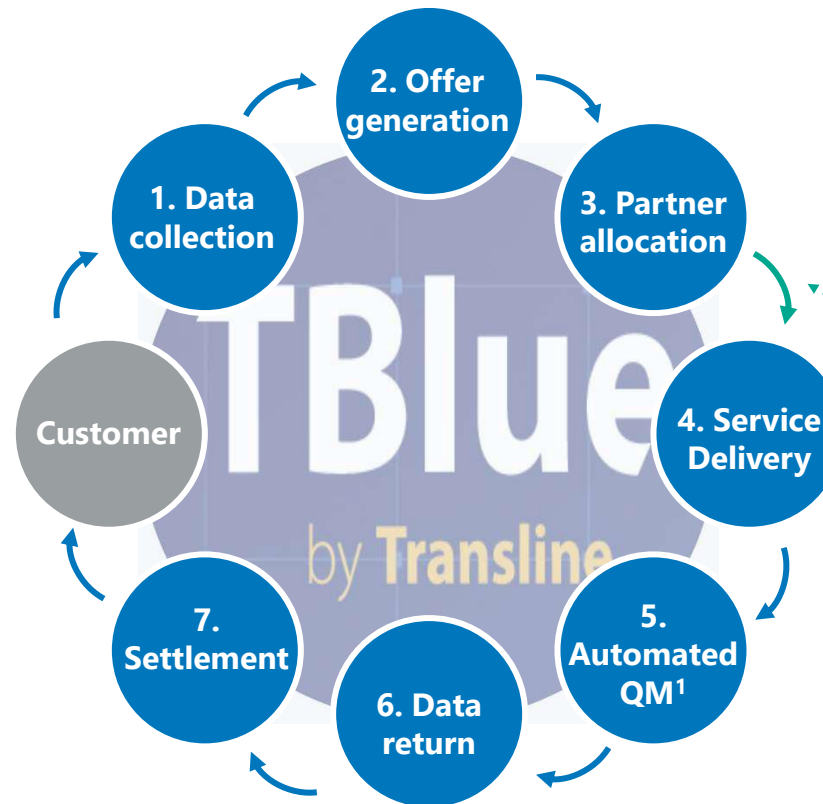 2. Offer
generation
1. Data
collection
3. Partner
allocation
Customer
TBlue
by Transline
4. Service
Delivery
5.
Automated
QM¹
6. Data
return
7.
Settlement